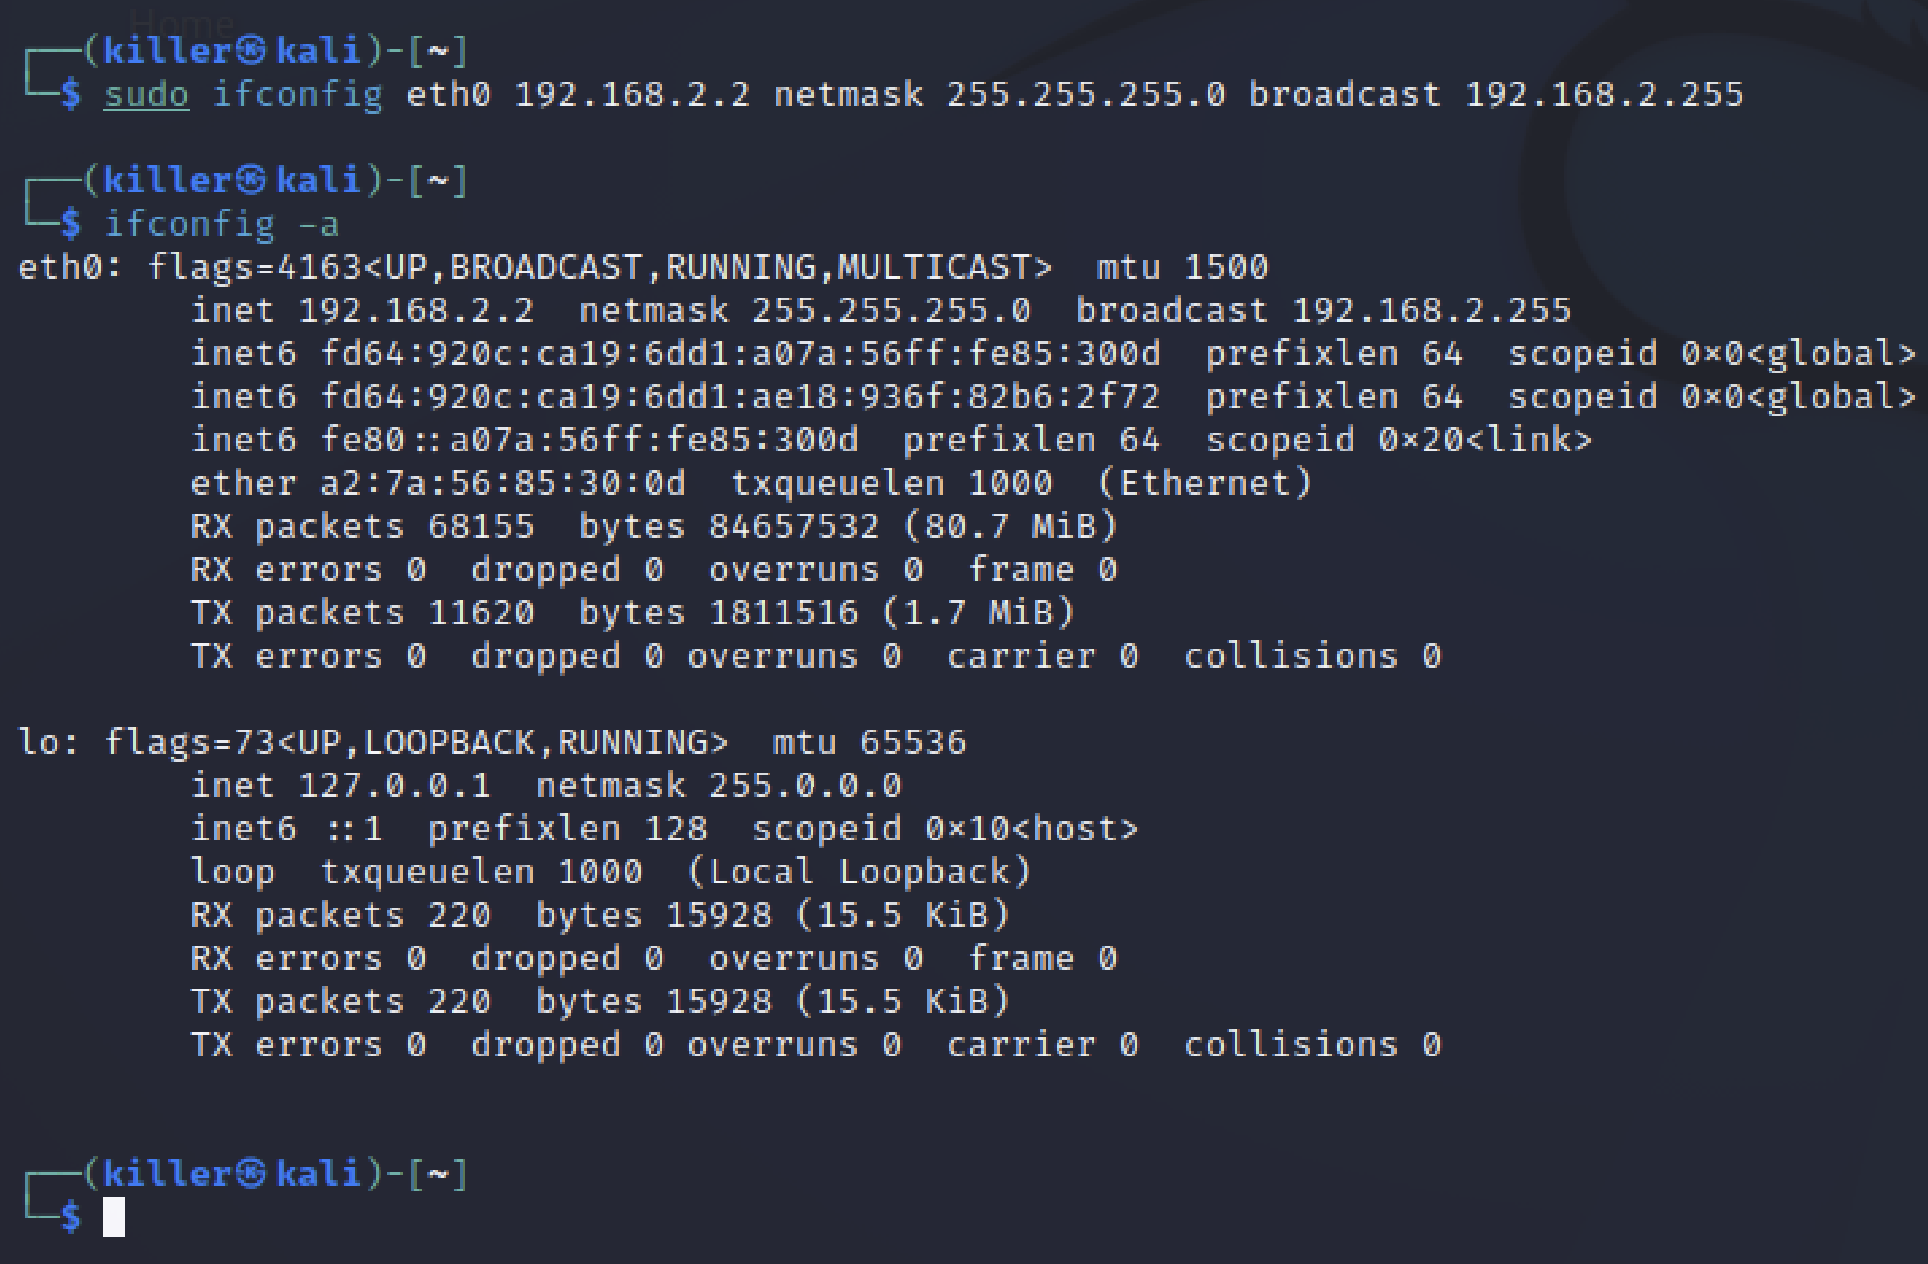 Home
┌──(killer㉿kali)-[~]
└─$ sudo ifconfig eth0 192.168.2.2 netmask 255.255.255.0 broadcast 192.168.2.255
┌──(killer㉿kali)-[~]
└─$ ifconfig -a
eth0: flags=4163<UP,BROADCAST,RUNNING,MULTICAST>  mtu 1500
        inet 192.168.2.2  netmask 255.255.255.0  broadcast 192.168.2.255
        inet6 fd64:920c:ca19:6dd1:a07a:56ff:fe85:300d  prefixlen 64  scopeid 0×0<global>
        inet6 fd64:920c:ca19:6dd1:ae18:936f:82b6:2f72  prefixlen 64  scopeid 0×0<global>
        inet6 fe80::a07a:56ff:fe85:300d  prefixlen 64  scopeid 0×20<link>
        ether a2:7a:56:85:30:0d  txqueuelen 1000  (Ethernet)
        RX packets 68155  bytes 84657532 (80.7 MiB)
        RX errors 0  dropped 0  overruns 0  frame 0
        TX packets 11620  bytes 1811516 (1.7 MiB)
        TX errors 0  dropped 0 overruns 0  carrier 0  collisions 0
lo: flags=73<UP,LOOPBACK,RUNNING>  mtu 65536
        inet 127.0.0.1  netmask 255.0.0.0
        inet6 ::1  prefixlen 128  scopeid 0×10<host>
        loop  txqueuelen 1000  (Local Loopback)
        RX packets 220  bytes 15928 (15.5 KiB)
        RX errors 0  dropped 0  overruns 0  frame 0
        TX packets 220  bytes 15928 (15.5 KiB)
        TX errors 0  dropped 0 overruns 0  carrier 0  collisions 0
┌──(killer㉿kali)-[~]
└─$